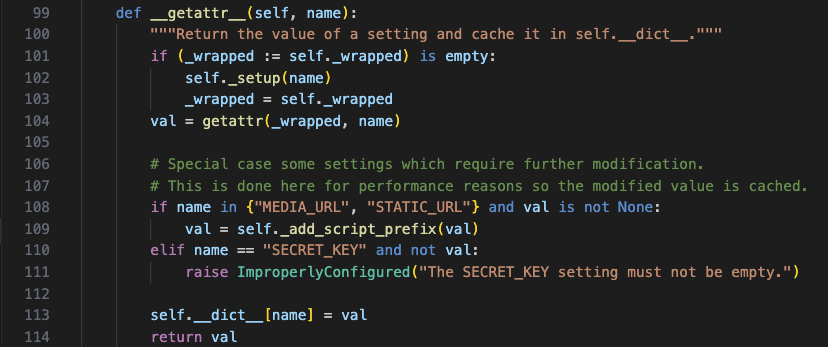 99 def __getattr__(self, name):
100 """Return the value of a setting and cache it in self.__dict__."""
101 if (_wrapped := self._wrapped) is empty:
102 self._setup(name)
103 _wrapped = self._wrapped
104 val = getattr(_wrapped, name)
105
106 # Special case some settings which require further modification.
107 # This is done here for performance reasons so the modified value is cached.
108 if name in {"MEDIA_URL", "STATIC_URL"} and val is not None:
109 val = self._add_script_prefix(val)
110 elif name == "SECRET_KEY" and not val:
111 raise ImproperlyConfigured("The SECRET_KEY setting must not be empty.")
112
113 self.__dict__[name] = val
114 return val